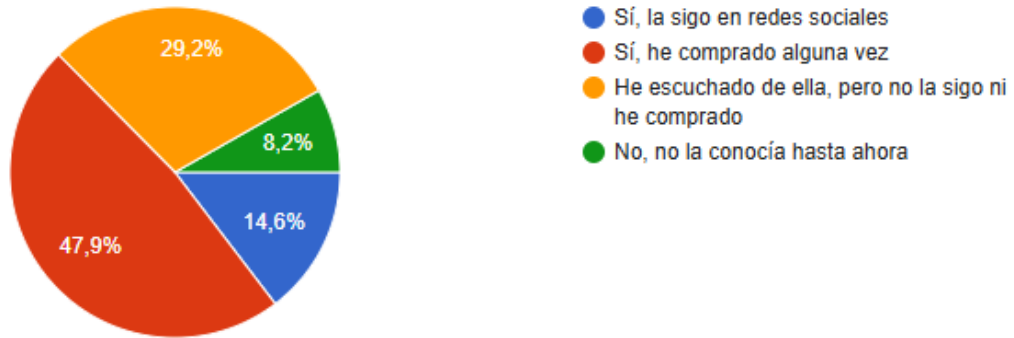 29,2%
8,2%
14,6%
47,9%
Sí, la sigo en redes sociales
Sí, he comprado alguna vez
He escuchado de ella, pero no la sigo ni
he comprado
No, no la conocía hasta ahora